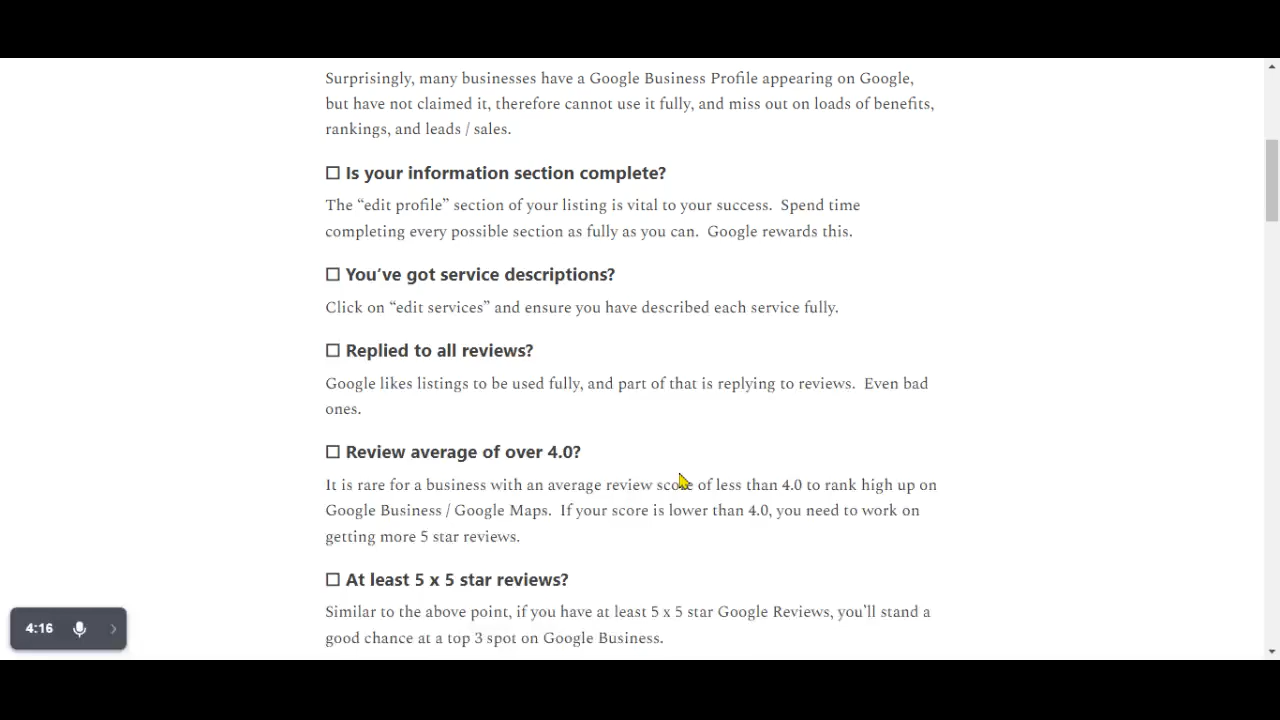 Surprisingly, many businesses have a Google Business Profile appearing on Google,
but have not claimed it, therefore cannot use it fully, and miss out on loads of benefits,
rankings, and leads / sales.
☐ Is your information section complete?
The “edit profile” section of your listing is vital to your success.  Spend time
completing every possible section as fully as you can.  Google rewards this.
☐ You’ve got service descriptions?
Click on “edit services” and ensure you have described each service fully.
☐ Replied to all reviews?
Google likes listings to be used fully, and part of that is replying to reviews.  Even bad
ones.
☐ Review average of over 4.0?
It is rare for a business with an average review score of less than 4.0 to rank high up on
Google Business / Google Maps.  If your score is lower than 4.0, you need to work on
getting more 5 star reviews.
☐ At least 5 x 5 star reviews?
Similar to the above point, if you have at least 5 x 5 star Google Reviews, you’ll stand a
good chance at a top 3 spot on Google Business.
4:16